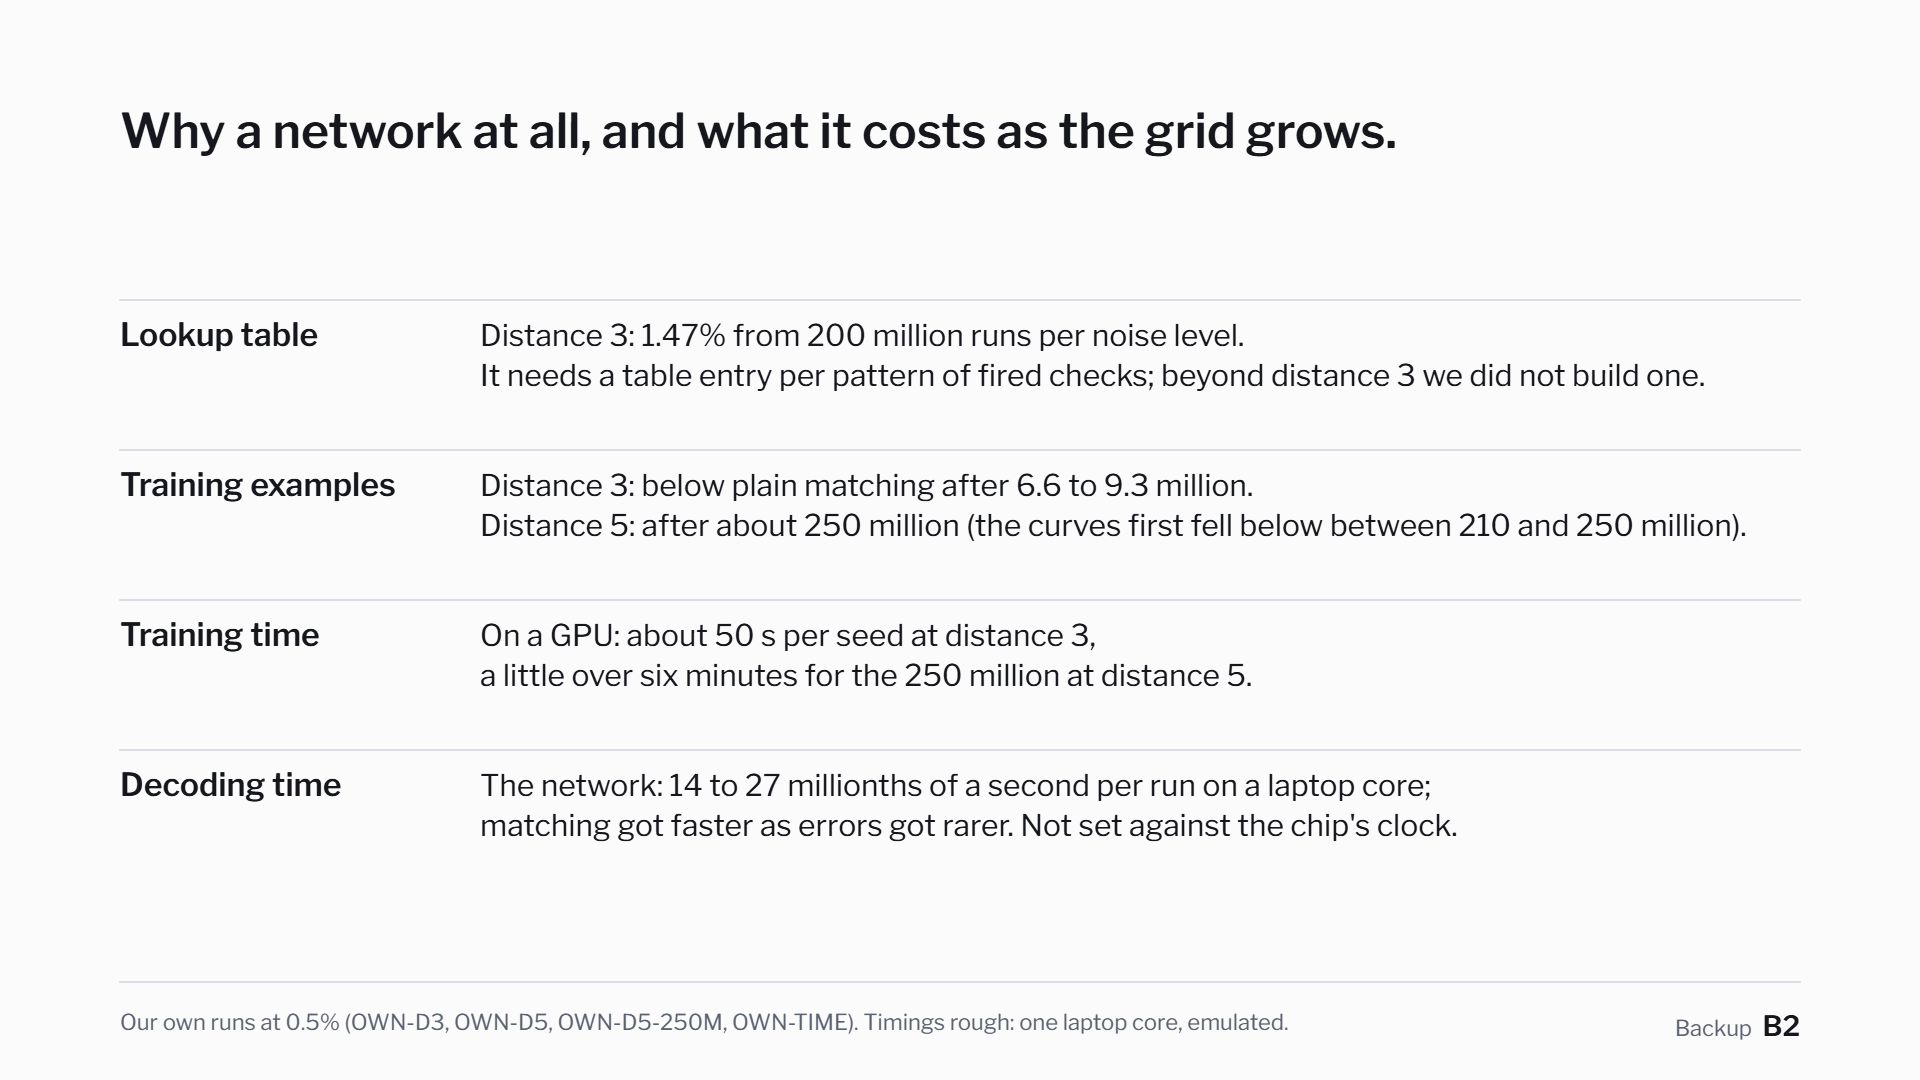 Why a network at all, and what it costs as the grid grows.
Lookup table
Distance 3: 1.47% from 200 million runs per noise level.
It needs a table entry per pattern of fired checks; beyond distance 3 we did not build one.
Training examples
Distance 3: below plain matching after 6.6 to 9.3 million.
Distance 5: after about 250 million (the curves first fell below between 210 and 250 million).
Training time
On a GPU: about 50 s per seed at distance 3,
a little over six minutes for the 250 million at distance 5.
Decoding time
The network: 14 to 27 millionths of a second per run on a laptop core;
matching got faster as errors got rarer. Not set against the chip's clock.
Our own runs at 0.5% (OWN-D3, OWN-D5, OWN-D5-250M, OWN-TIME). Timings rough: one laptop core, emulated.
Backup B2